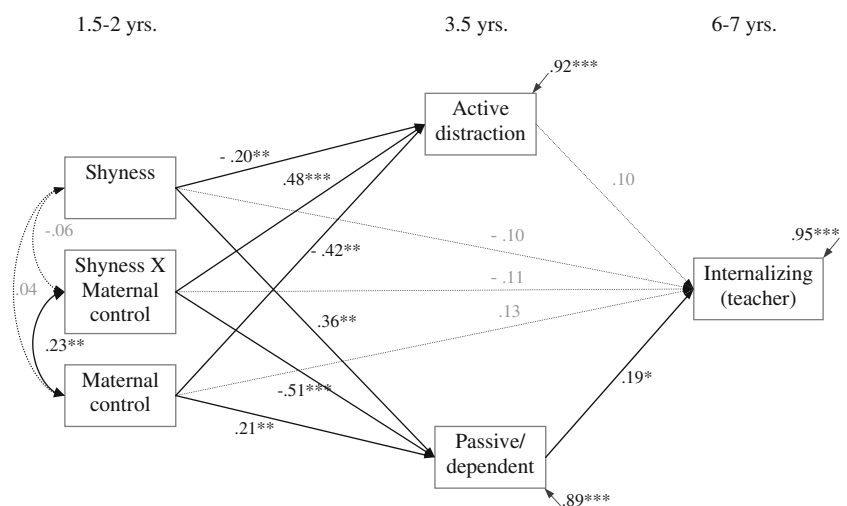 1.5-2 yrs.
3.5 yrs.
6-7 yrs.
.92***
Active
distraction
- .20**
Shyness
.48***
.10
-.06
- .10
.95***
- .42**
Shyness X
Maternal
control
- .11
Internalizing
(teacher)
.04
.13
.36**
.23**
Maternal
control
-.51***
.19*
.21**
Passive/
dependent
.89***